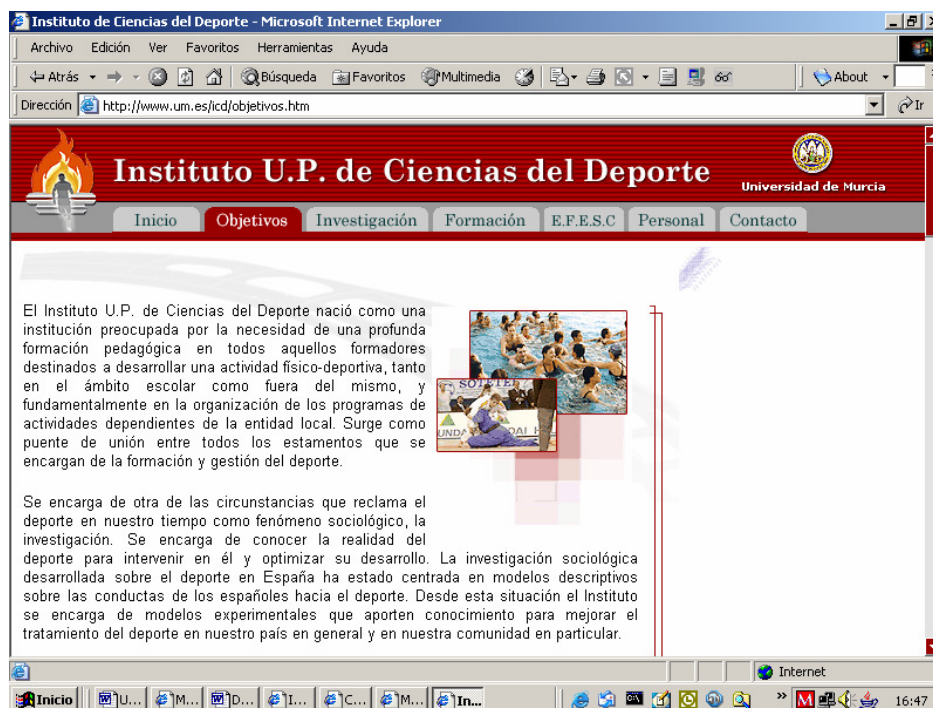 Instituto de Ciencias del Deporte - Microsoft Internet Explorer
Archivo Edición Ver Favoritos Herramientas Ayuda
Atrás Búsqueda Favoritos Multimedia About
Dirección http://www.um.es/icd/objetivos.htm Ir
Instituto U.P. de Ciencias del Deporte
Universidad de Murcia
Inicio Objetivos Investigación Formación E.F.E.S.C Personal Contacto
El Instituto U.P. de Ciencias del Deporte nació como una
institución preocupada por la necesidad de una profunda
formación pedagógica en todos aquellos formadores
destinados a desarrollar una actividad físico-deportiva, tanto
en el ámbito escolar como fuera del mismo, y
fundamentalmente en la organización de los programas de
actividades dependientes de la entidad local. Surge como
puente de unión entre todos los estamentos que se
encargan de la formación y gestión del deporte.
Se encarga de otra de las circunstancias que reclama el
deporte en nuestro tiempo como fenómeno sociológico, la
investigación. Se encarga de conocer la realidad del
deporte para intervenir en él y optimizar su desarrollo. La investigación sociológica
desarrollada sobre el deporte en España ha estado centrada en modelos descriptivos
sobre las conductas de los españoles hacia el deporte. Desde esta situación el Instituto
se encarga de modelos experimentales que aporten conocimiento para mejorar el
tratamiento del deporte en nuestro país en general y en nuestra comunidad en particular.
Internet
Inicio U... M... D... I... C... M... In... » 16:47